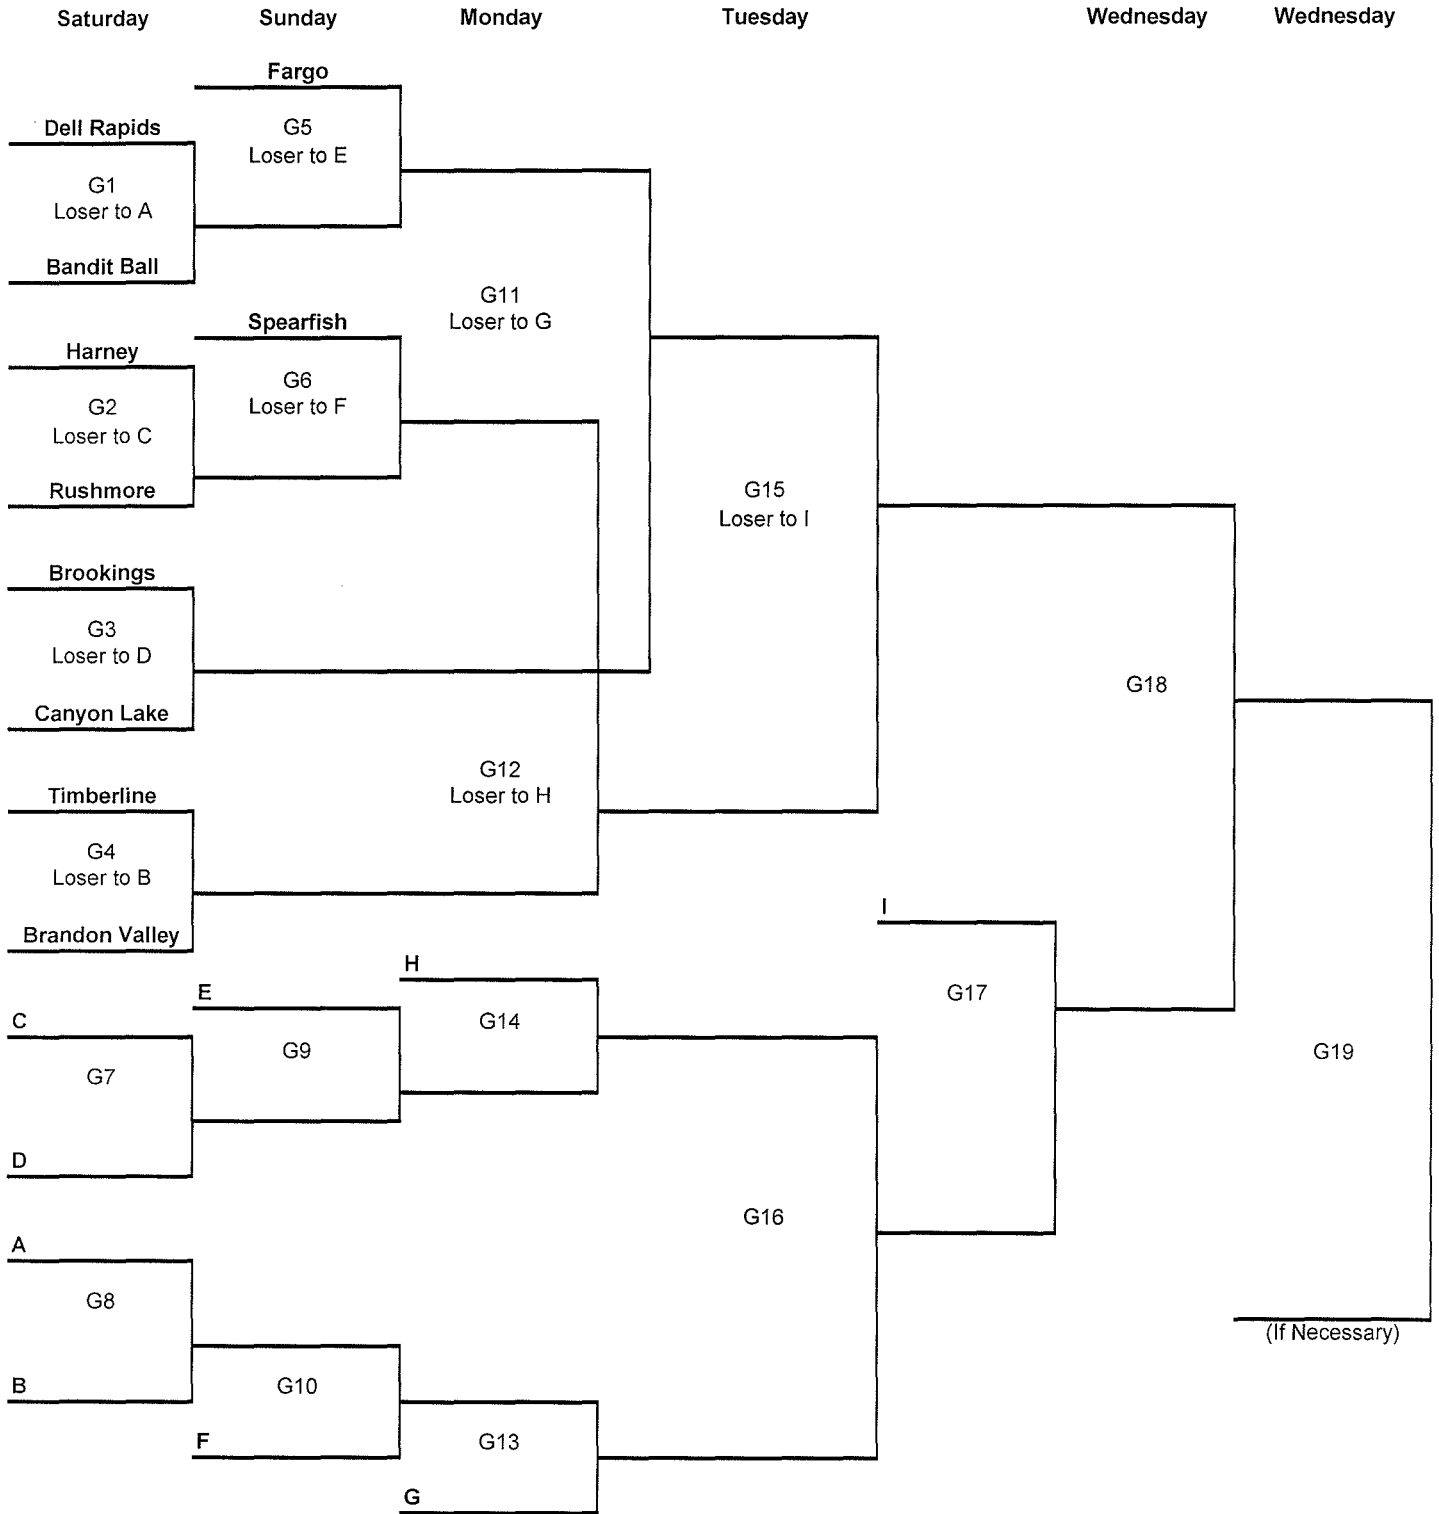 Saturday Sunday Monday Tuesday Wednesday Wednesday
Fargo
Dell Rapids
G5
Loser to E
G1
Loser to A
Bandit Ball
G11
Loser to G
Spearfish
Harney
G6
Loser to F
G2
Loser to C
Rushmore
G15
Loser to I
Brookings
G3
Loser to D
G18
Canyon Lake
G12
Loser to H
Timberline
G4
Loser to B
I
Brandon Valley
H
E
G17
C
G14
G9
G19
G7
D
G16
A
G8
(If Necessary)
B
G10
F
G13
G